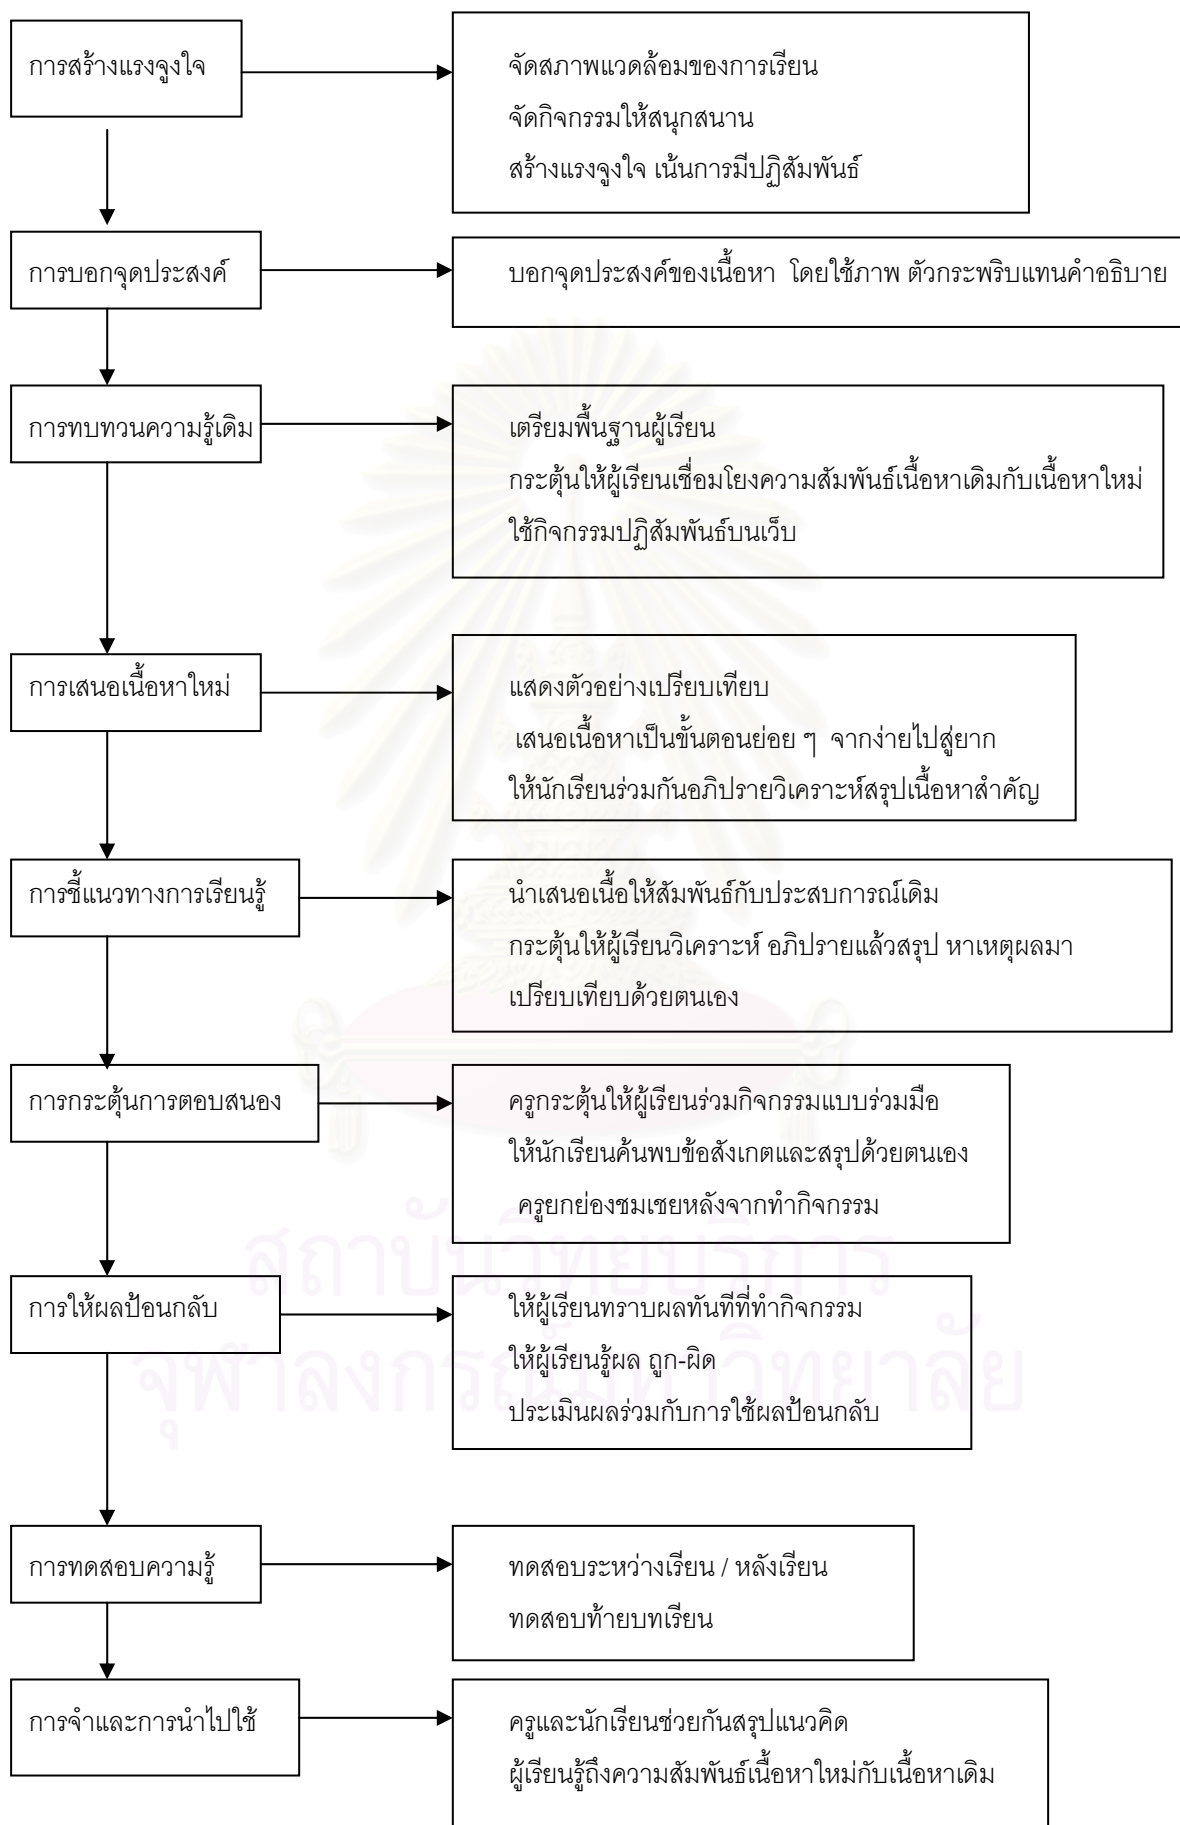 การสร้างแรงจูงใจ
จัดสภาพแวดล้อมของการเรียน
จัดกิจกรรมให้สนุกสนาน
สร้างแรงจูงใจ เน้นการมีปฏิสัมพันธ์
การบอกจุดประสงค์
บอกจุดประสงค์ของเนื้อหา โดยใช้ภาพ ตัวกระพริบแทนคำอธิบาย
การทบทวนความรู้เดิม
เตรียมพื้นฐานผู้เรียน
กระตุ้นให้ผู้เรียนเชื่อมโยงความสัมพันธ์เนื้อหาเดิมกับเนื้อหาใหม่
ใช้กิจกรรมปฏิสัมพันธ์บนเว็บ
การเสนอเนื้อหาใหม่
แสดงตัวอย่างเปรียบเทียบ
เสนอเนื้อหาเป็นขั้นตอนย่อย ๆ จากง่ายไปสู่ยาก
ให้นักเรียนร่วมกันอภิปรายวิเคราะห์สรุปเนื้อหาสำคัญ
การชี้แนวทางการเรียนรู้
นำเสนอเนื้อให้สัมพันธ์กับประสบการณ์เดิม
กระตุ้นให้ผู้เรียนวิเคราะห์ อภิปรายแล้วสรุป หาเหตุผลมา
เปรียบเทียบด้วยตนเอง
การกระตุ้นการตอบสนอง
ครูกระตุ้นให้ผู้เรียนร่วมกิจกรรมแบบร่วมมือ
ให้นักเรียนค้นพบข้อสังเกตและสรุปด้วยตนเอง
ครูยกย่องชมเชยหลังจากทำกิจกรรม
สถาบันวิทยบริการ
การให้ผลป้อนกลับ
ให้ผู้เรียนทราบผลทันทีที่ทำกิจกรรม
ให้ผู้เรียนรู้ผล ถูก-ผิด
ประเมินผลร่วมกับการใช้ผลป้อนกลับ
จุฬาลงกรณ์มหาวิทยาลัย
การทดสอบความรู้
ทดสอบระหว่างเรียน / หลังเรียน
ทดสอบท้ายบทเรียน
การจำและการนำไปใช้
ครูและนักเรียนช่วยกันสรุปแนวคิด
ผู้เรียนรู้ถึงความสัมพันธ์เนื้อหาใหม่กับเนื้อหาเดิม